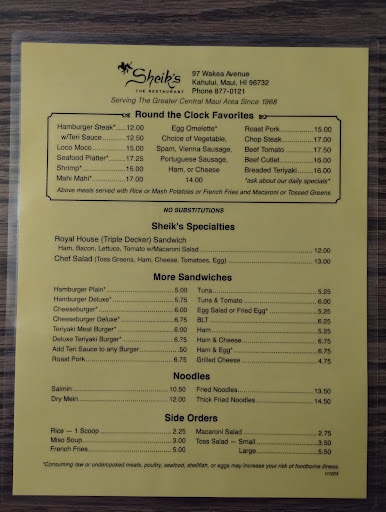 Sheik's
THE RESTAURANT
97 Wakea Avenue
Kahului, Maui, HI 96732
Phone 877-0121
Serving The Greater Central Maui Area Since 1968
Round the Clock Favorites
Hamburger Steak*.....12.00
w/Teri Sauce.....12.50
Loco Moco.....15.00
Seafood Platter*.....17.25
Shrimp*.....15.00
Mahi Mahi*.....17.00
Egg Omelette*
Choice of Vegetable,
Spam, Vienna Sausage,
Portuguese Sausage,
Ham, or Cheese
14.00
Roast Pork.....15.00
Chop Steak.....17.00
Beef Tomato.....17.50
Beef Cutlet.....16.00
Breaded Teriyaki.....16.00
*ask about our daily specials*
Above meals served with Rice or Mash Potatoes or French Fries and Macaroni or Tossed Greens.
NO SUBSTITUTIONS
Sheik's Specialties
Royal House (Triple Decker) Sandwich
Ham, Bacon, Lettuce, Tomato w/Macaroni Salad.....12.00
Chef Salad (Toss Greens, Ham, Cheese, Tomatoes, Egg).....13.00
More Sandwiches
Hamburger Plain*.....5.00
Hamburger Deluxe*.....5.75
Cheeseburger*.....6.00
Cheeseburger Deluxe*.....6.75
Teriyaki Meat Burger*.....6.00
Deluxe Teriyaki Burger*.....6.75
Add Teri Sauce to any Burger.....50
Roast Pork.....6.75
Tuna.....5.25
Tuna & Tomato.....6.00
Egg Salad or Fried Egg*.....5.25
BLT.....6.25
Ham.....5.25
Ham & Cheese.....6.75
Ham & Egg*.....6.75
Grilled Cheese.....4.75
Noodles
Saimin.....10.50
Dry Mein.....12.00
Fried Noodles.....13.50
Thick Fried Noodles.....14.50
Side Orders
Rice — 1 Scoop.....2.25
Miso Soup.....3.00
French Fries.....5.00
Macaroni Salad.....2.75
Toss Salad — Small.....3.50
Large.....5.50
*Consuming raw or undercooked meats, poultry, seafood, shellfish, or eggs may increase your risk of foodborne illness.